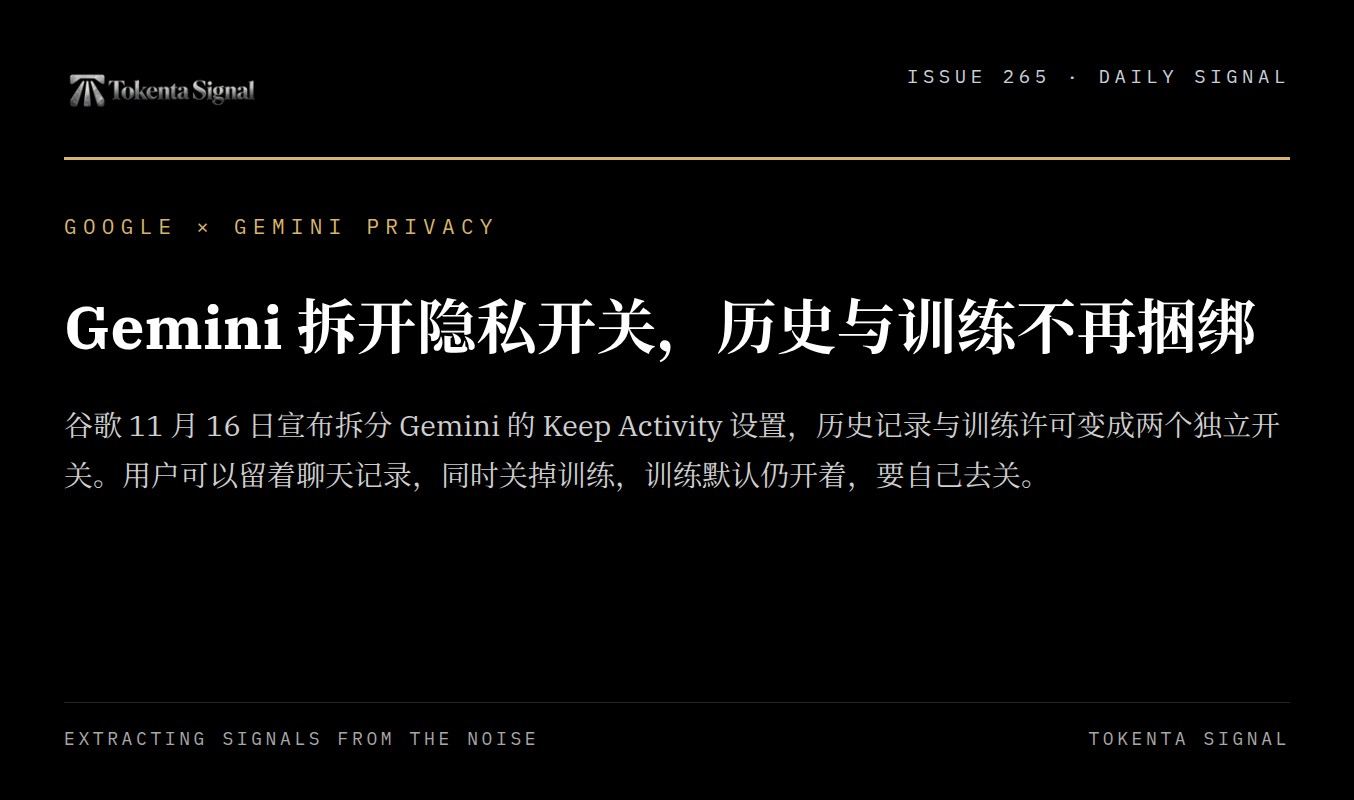 Tokenta Signal
ISSUE 265 · DAILY SIGNAL
GOOGLE × GEMINI PRIVACY
Gemini 拆开隐私开关，历史与训练不再捆绑
谷歌 11 月 16 日宣布拆分 Gemini 的 Keep Activity 设置，历史记录与训练许可变成两个独立开
关。用户可以留着聊天记录，同时关掉训练，训练默认仍开着，要自己去关。
EXTRACTING SIGNALS FROM THE NOISE
TOKENTA SIGNAL